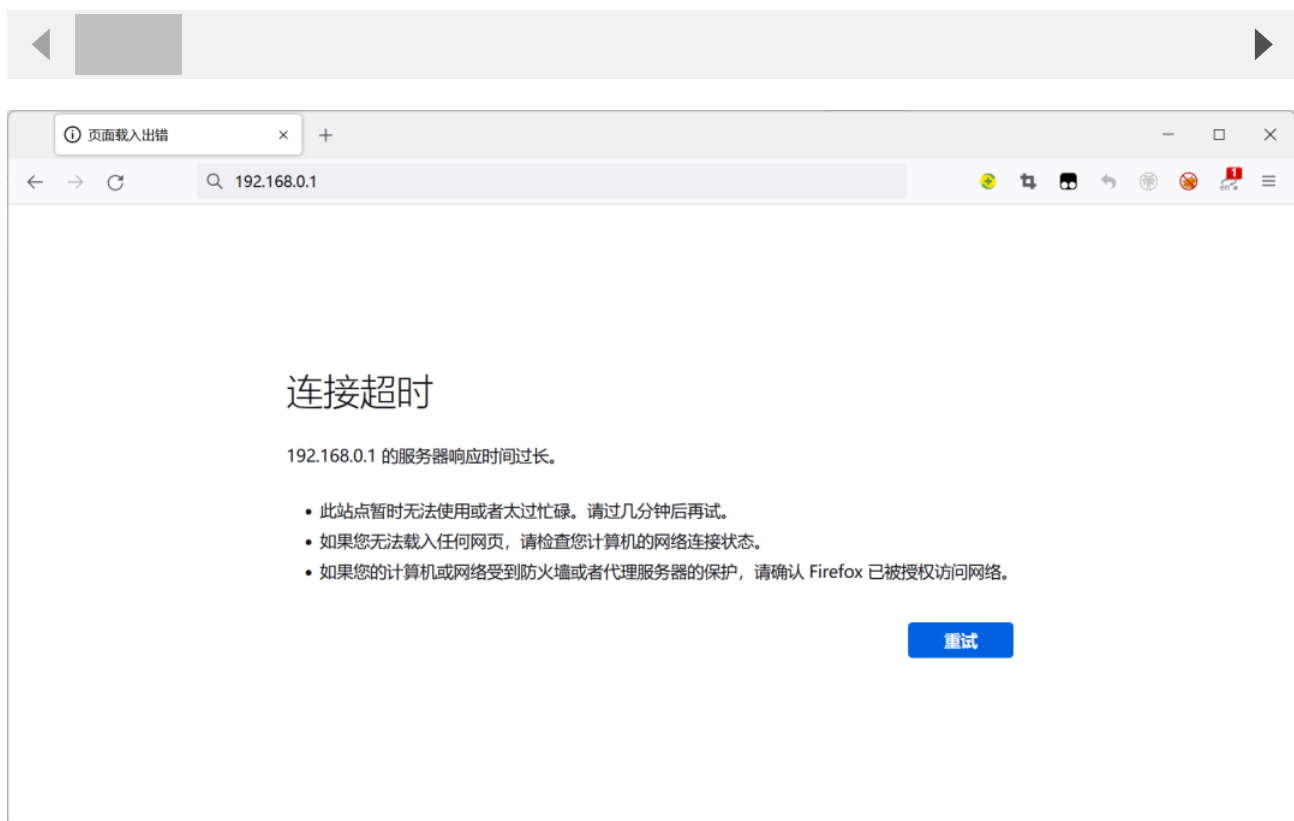 页面载入出错
192.168.0.1
1
连接超时
192.168.0.1 的服务器响应时间过长。
此站点暂时无法使用或者太过忙碌。请过几分钟后再试。
如果您无法载入任何网页，请检查您计算机的网络连接状态。
如果您的计算机或网络受到防火墙或者代理服务器的保护，请确认 Firefox 已被授权访问网络。
重试